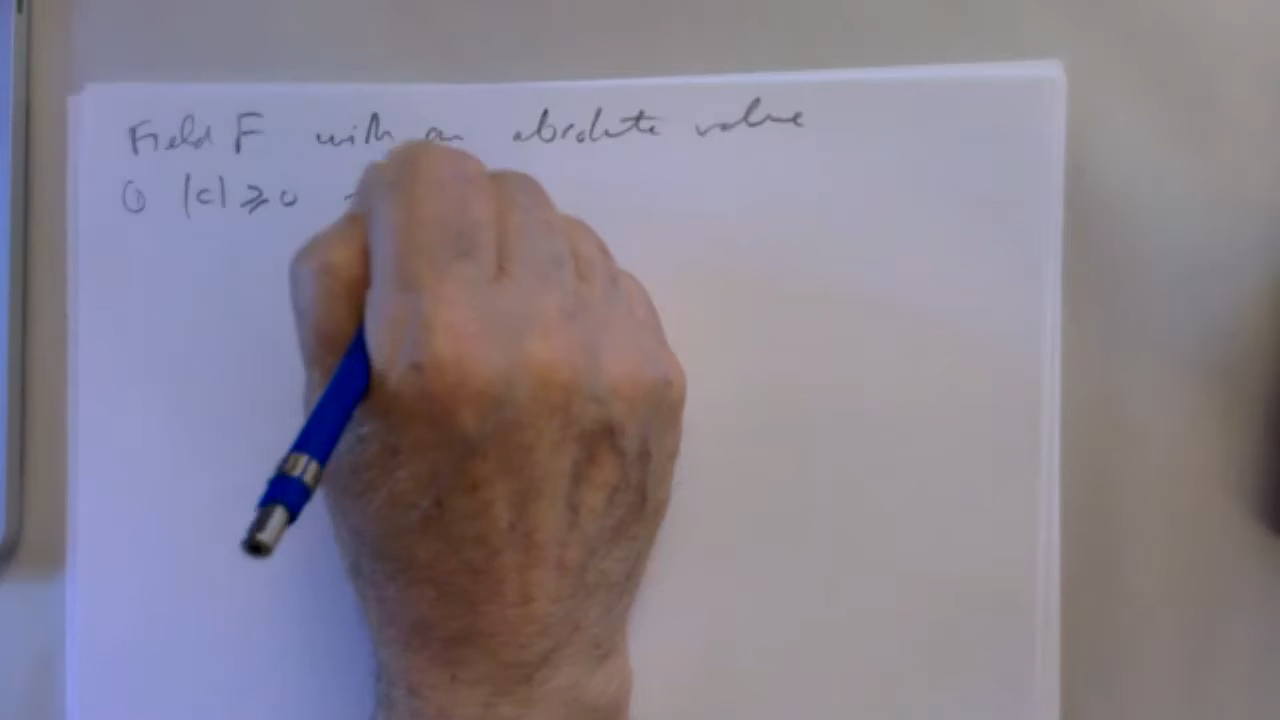 Field F with an absolute value
① |c| ⩾ 0